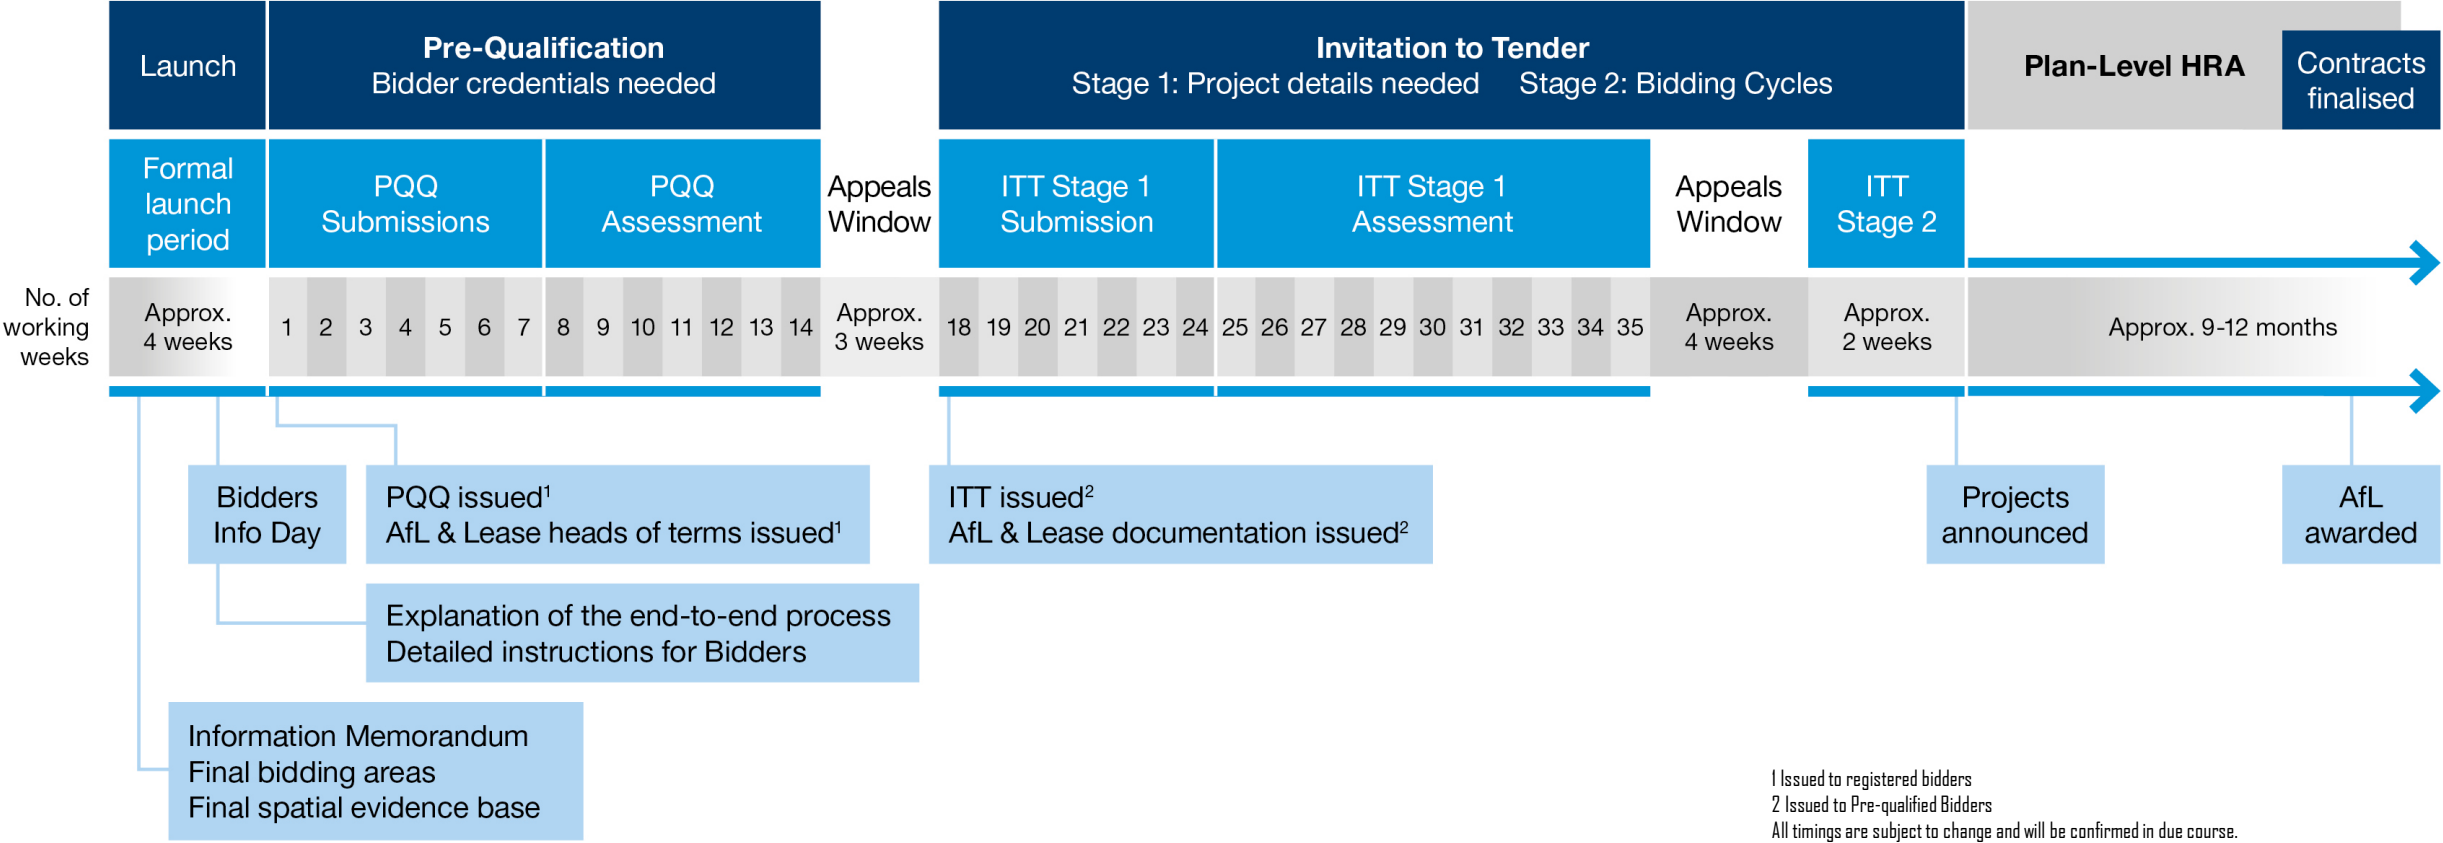 Launch
Pre-Qualification
Bidder credentials needed
Invitation to Tender
Stage 1: Project details needed Stage 2: Bidding Cycles
Plan-Level HRA
Contracts
finalised
Formal
launch
period
PQQ
Submissions
PQQ
Assessment
Appeals
Window
ITT Stage 1
Submission
ITT Stage 1
Assessment
Appeals
Window
ITT
Stage 2
No. of
working
weeks
Approx.
4 weeks
1 2 3 4 5 6 7 8 9 10 11 12 13 14
Approx.
3 weeks
18 19 20 21 22 23 24 25 26 27 28 29 30 31 32 33 34 35
Approx.
4 weeks
Approx.
2 weeks
Approx. 9-12 months
Bidders
Info Day
PQQ issued¹
AfL & Lease heads of terms issued¹
ITT issued²
AfL & Lease documentation issued²
Projects
announced
AfL
awarded
Explanation of the end-to-end process
Detailed instructions for Bidders
Information Memorandum
Final bidding areas
Final spatial evidence base
1 Issued to registered bidders
2 Issued to Pre-qualified Bidders
All timings are subject to change and will be confirmed in due course.